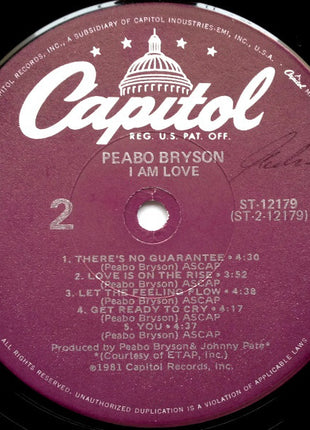 CAPITOL RECORDS, INC., A SUBSIDIARY OF CAPITOL INDUSTRIES-EMI, INC., U.S.A.
Capitol
REG. U.S. PAT. OFF.
PEABO BRYSON
I AM LOVE
2
ST-12179
(ST-2-12179)
1. THERE'S NO GUARANTEE • 4:30
(Peabo Bryson) ASCAP
2. LOVE IS ON THE RISE • 3:52
(Peabo Bryson) ASCAP
3. LET THE FEELING FLOW • 4:38
(Peabo Bryson) ASCAP
4. GET READY TO CRY • 4:17
(Peabo Bryson) ASCAP
5. YOU • 4:37
(Peabo Bryson) ASCAP
Produced by Peabo Bryson & Johnny Pate*
*(Courtesy of ETAP, Inc.)
℗1981 Capitol Records, Inc.
ALL RIGHTS RESERVED. UNAUTHORIZED DUPLICATION IS A VIOLATION OF APPLICABLE LAWS.